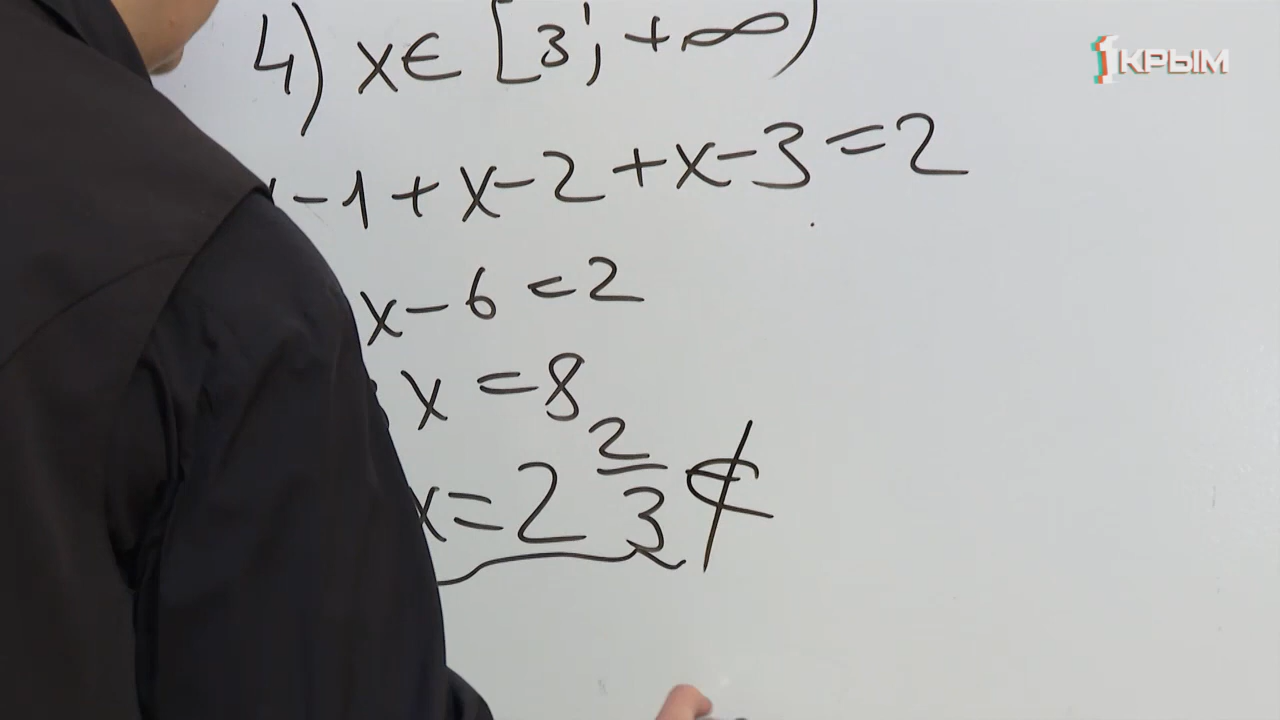 4) x∈ [3; +∞)
1КРЫМ
-1+x-2+x-3=2
x-6=2
x=8
x=2 2/3 ∉